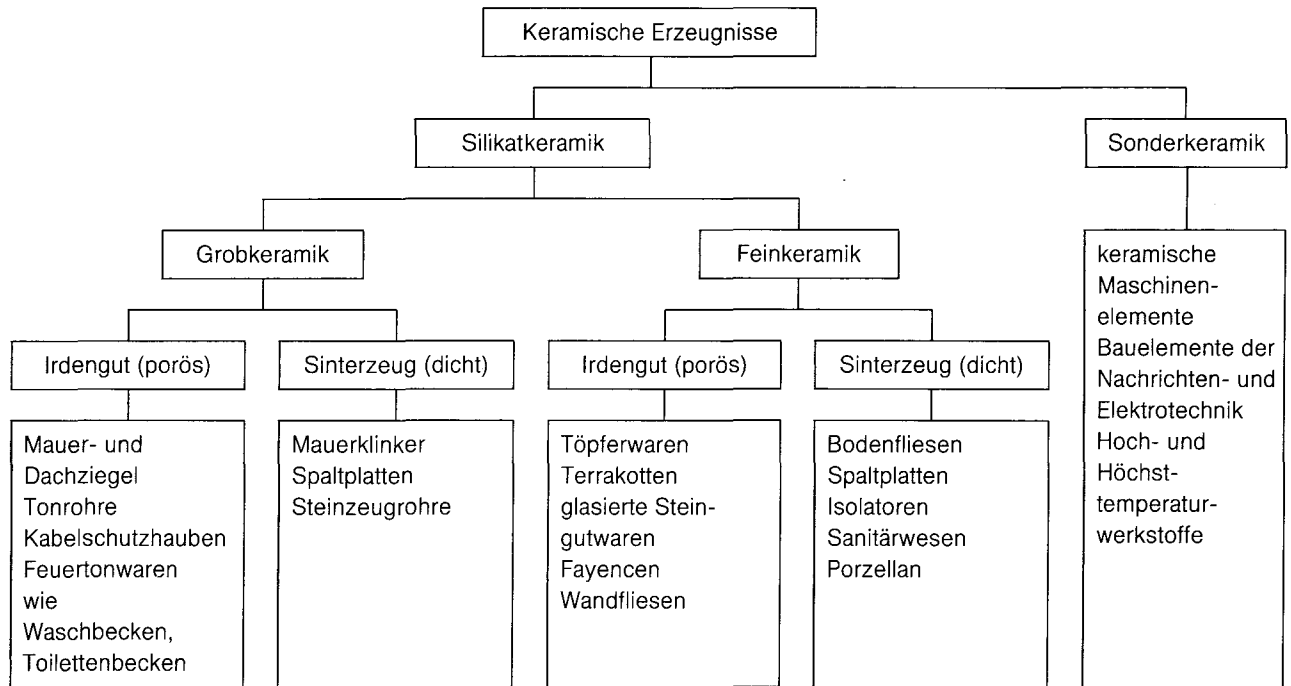 Keramische Erzeugnisse
Silikatkeramik
Sonderkeramik
Grobkeramik
Feinkeramik
Irdengut (porös)
Sinterzeug (dicht)
Irdengut (porös)
Sinterzeug (dicht)
Mauer- und
Dachziegel
Tonrohre
Kabelschutzhauben
Feuertonwaren
wie
Waschbecken,
Toilettenbecken
Mauerklinker
Spaltplatten
Steinzeugrohre
Töpferwaren
Terrakotten
glasierte Stein-
gutwaren
Fayencen
Wandfliesen
Bodenfliesen
Spaltplatten
Isolatoren
Sanitärwesen
Porzellan
keramische
Maschinen-
elemente
Bauelemente der
Nachrichten- und
Elektrotechnik
Hoch- und
Höchst-
temperatur-
werkstoffe